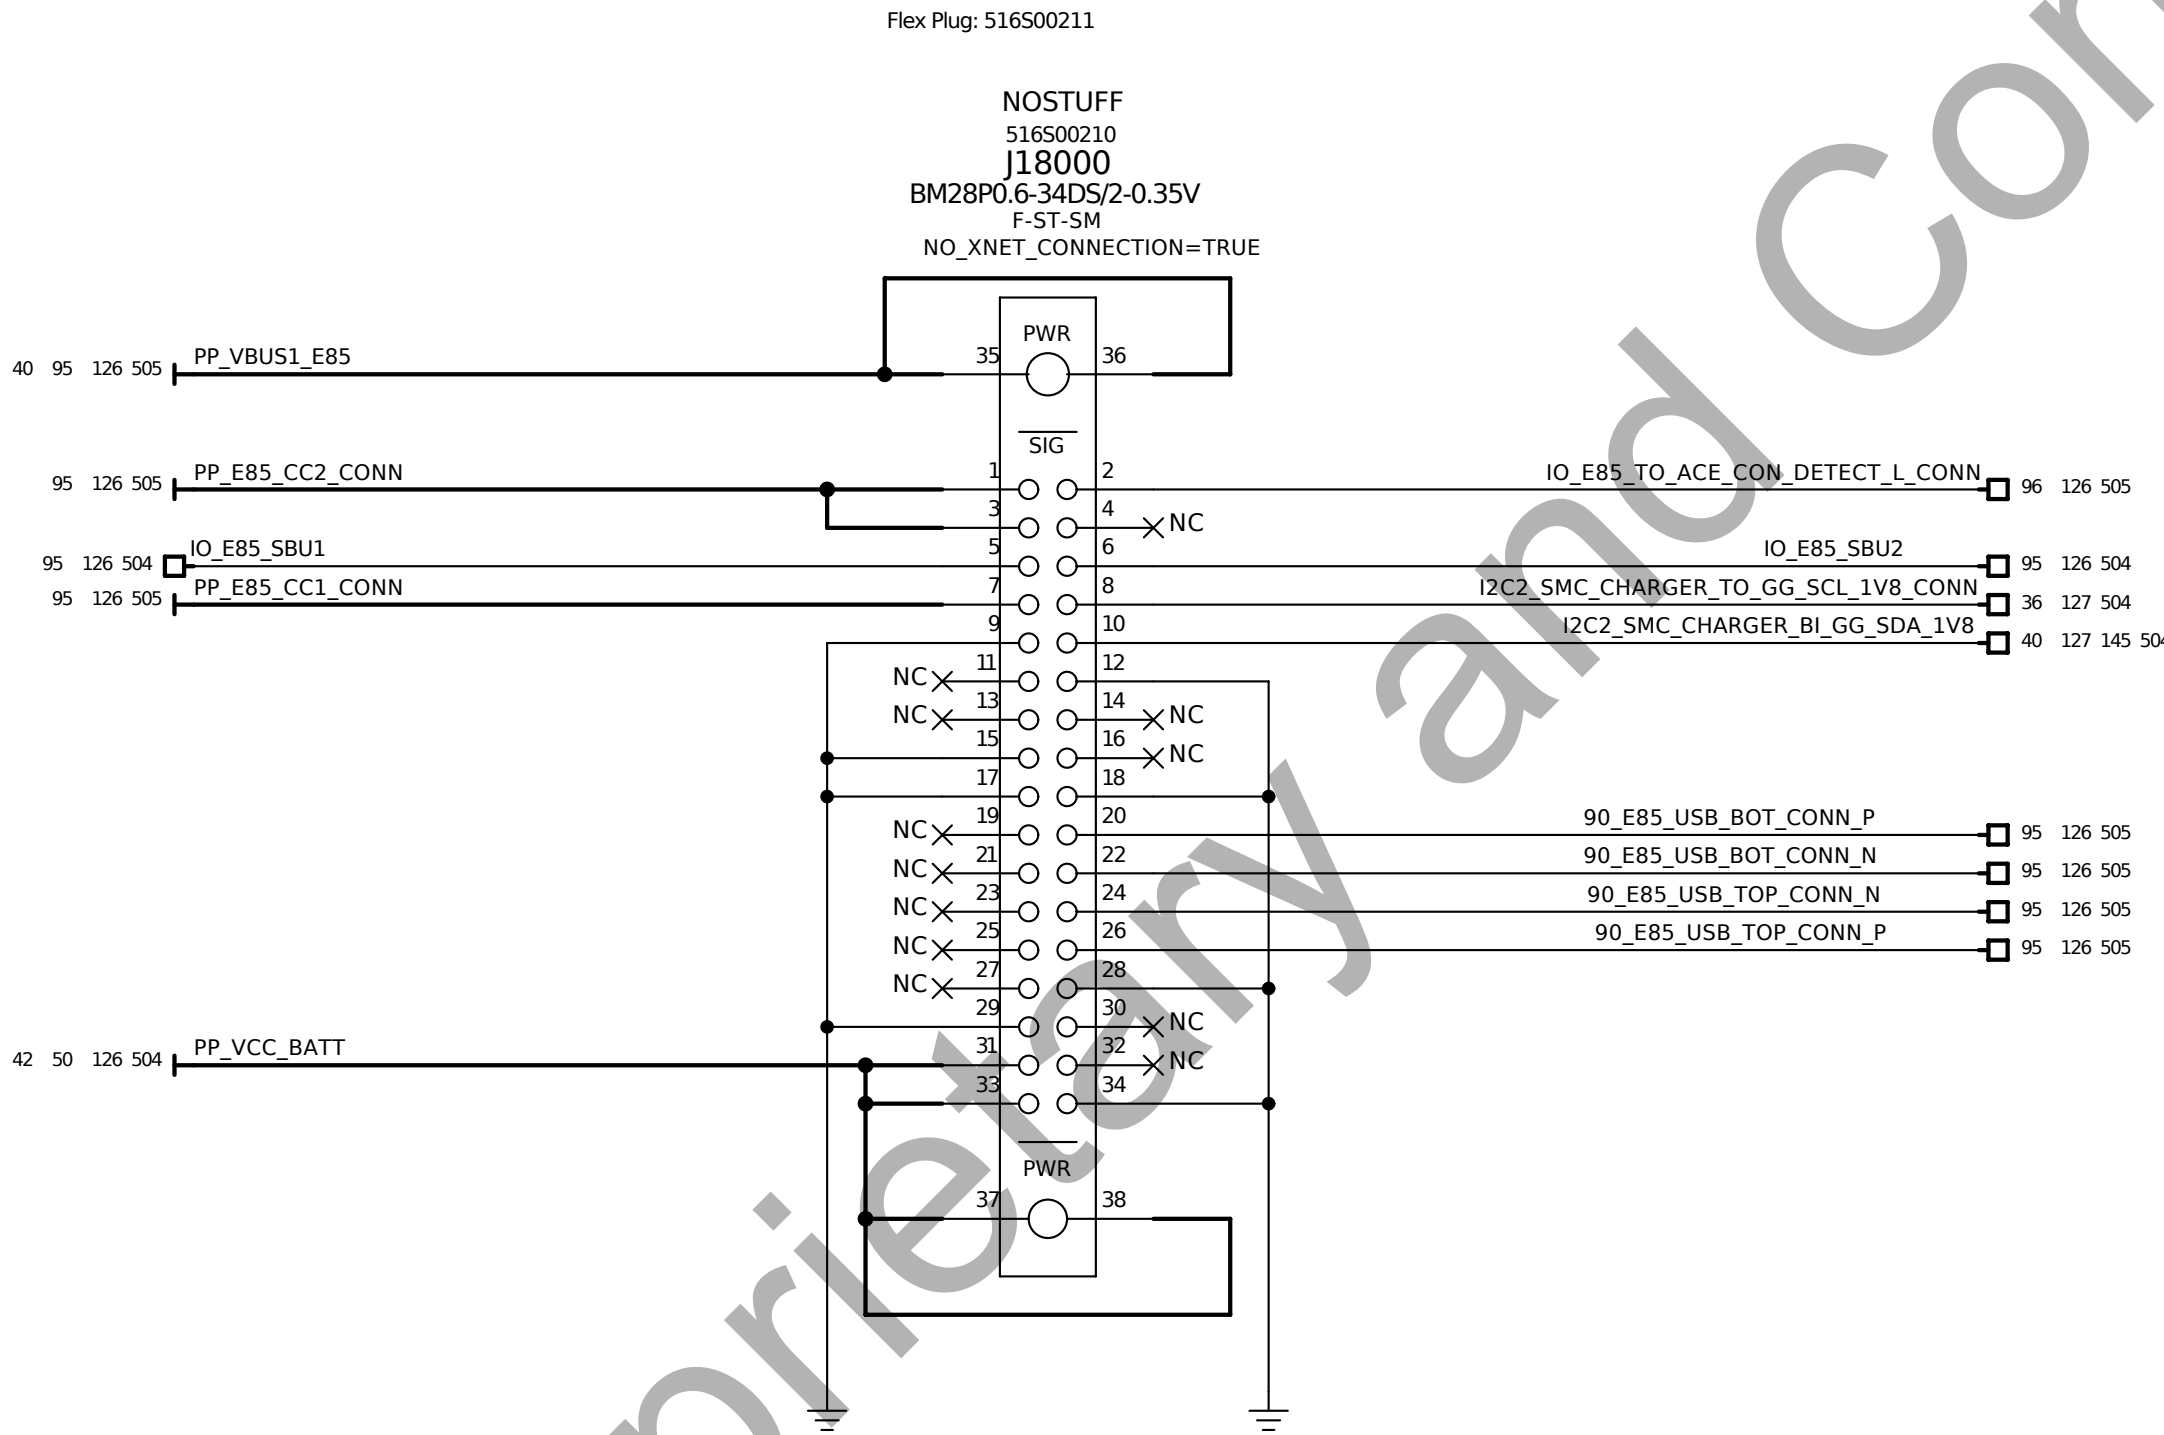 Flex Plug: 516S00211
NOSTUFF
516S00210
J18000
BM28P0.6-34DS/2-0.35V
F-ST-SM
NO_XNET_CONNECTION=TRUE
PWR
40 95 126 505 PP_VBUS1_E85 35 36
SIG
95 126 505 PP_E85_CC2_CONN 1 2 IO_E85_TO_ACE_CON_DETECT_L_CONN 96 126 505
3 4 NC
95 126 504 IO_E85_SBU1 5 6 IO_E85_SBU2 95 126 504
95 126 505 PP_E85_CC1_CONN 7 8 I2C2_SMC_CHARGER_TO_GG_SCL_1V8_CONN 36 127 504
9 10 I2C2_SMC_CHARGER_BI_GG_SDA_1V8 40 127 145 504
NC 11 12
NC 13 14 NC
15 16 NC
17 18
NC 19 20 90_E85_USB_BOT_CONN_P 95 126 505
NC 21 22 90_E85_USB_BOT_CONN_N 95 126 505
NC 23 24 90_E85_USB_TOP_CONN_N 95 126 505
NC 25 26 90_E85_USB_TOP_CONN_P 95 126 505
NC 27 28
29 30 NC
42 50 126 504 PP_VCC_BATT 31 32 NC
33 34
PWR
37 38
prietary and Con